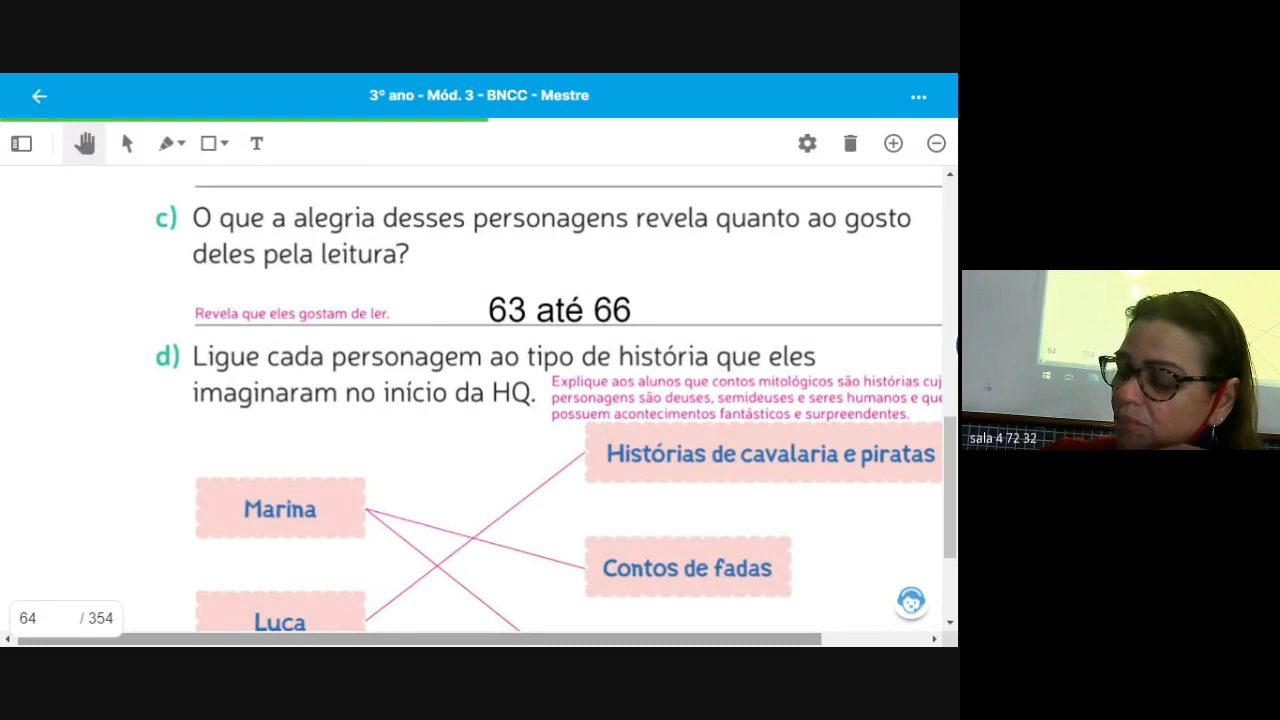 3º ano - Mód. 3 - BNCC - Mestre
T
c) O que a alegria desses personagens revela quanto ao gosto
deles pela leitura?
Revela que eles gostam de ler.
63 até 66
d) Ligue cada personagem ao tipo de história que eles
imaginaram no início da HQ.
Explique aos alunos que contos mitológicos são histórias cuj
personagens são deuses, semideuses e seres humanos e que
possuem acontecimentos fantásticos e surpreendentes.
Histórias de cavalaria e piratas
Marina
Contos de fadas
Luca
64 / 354
64 354
sala 4 72 32